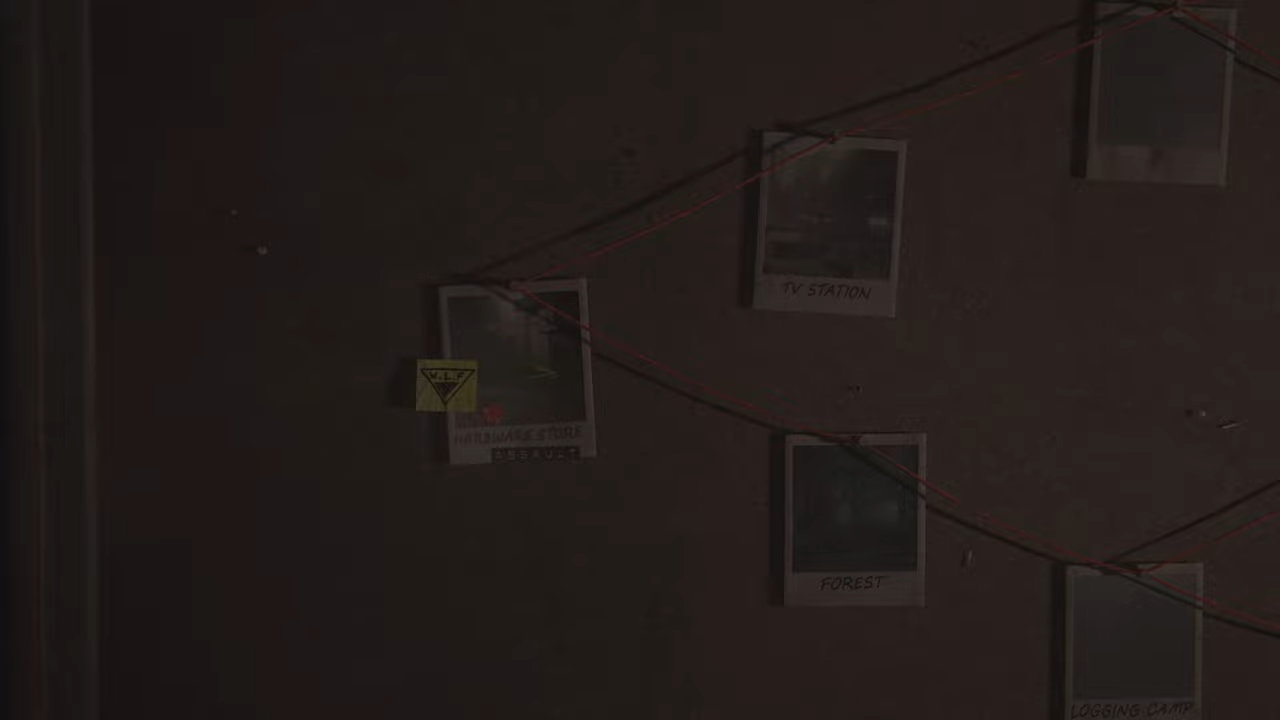 TV STATION
W.L.F
HARDWARE STORE
ASSAULT
FOREST
LOGGING CAMP